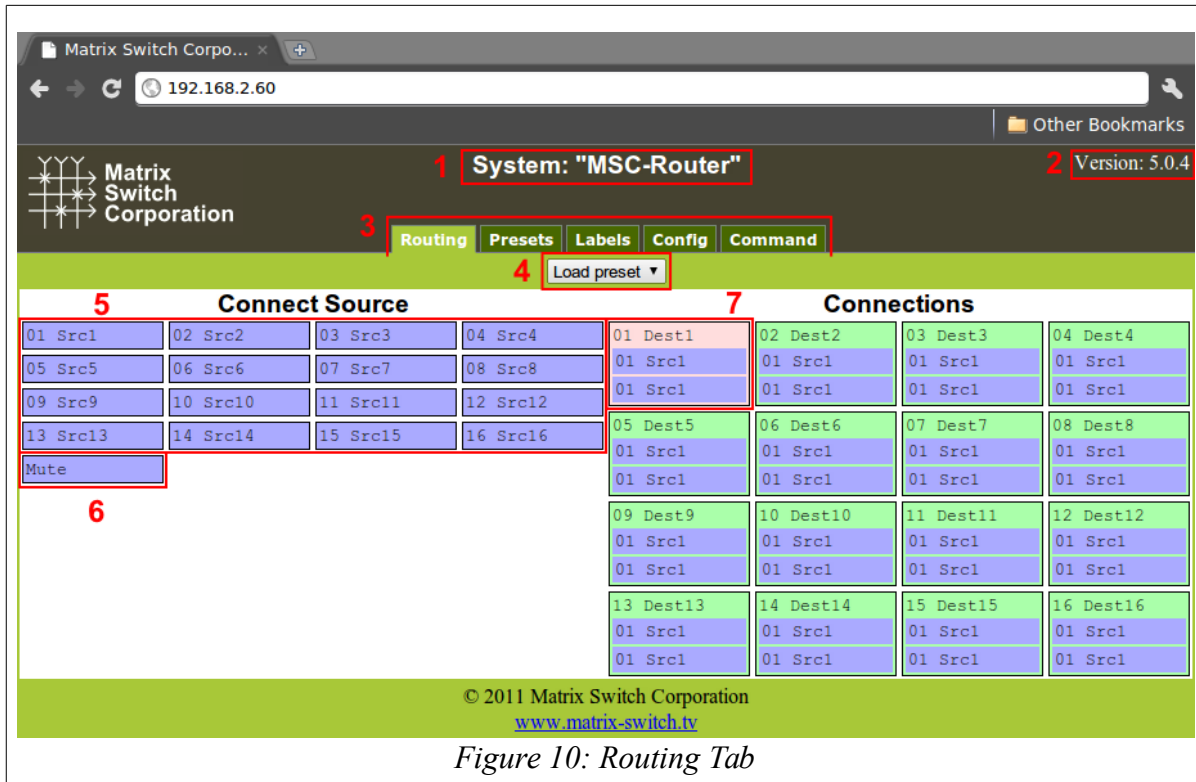 Matrix Switch Corpo... ×
192.168.2.60
Other Bookmarks
Matrix
Switch
Corporation
1 System: "MSC-Router"
2 Version: 5.0.4
3 Routing Presets Labels Config Command
4 Load preset ▼
5 Connect Source 7 Connections
01 Src1 02 Src2 03 Src3 04 Src4
05 Src5 06 Src6 07 Src7 08 Src8
09 Src9 10 Src10 11 Src11 12 Src12
13 Src13 14 Src14 15 Src15 16 Src16
Mute
6
01 Dest1 02 Dest2 03 Dest3 04 Dest4
01 Src1 01 Src1 01 Src1 01 Src1
01 Src1 01 Src1 01 Src1 01 Src1
05 Dest5 06 Dest6 07 Dest7 08 Dest8
01 Src1 01 Src1 01 Src1 01 Src1
01 Src1 01 Src1 01 Src1 01 Src1
09 Dest9 10 Dest10 11 Dest11 12 Dest12
01 Src1 01 Src1 01 Src1 01 Src1
01 Src1 01 Src1 01 Src1 01 Src1
13 Dest13 14 Dest14 15 Dest15 16 Dest16
01 Src1 01 Src1 01 Src1 01 Src1
01 Src1 01 Src1 01 Src1 01 Src1
© 2011 Matrix Switch Corporation
www.matrix-switch.tv
Figure 10: Routing Tab